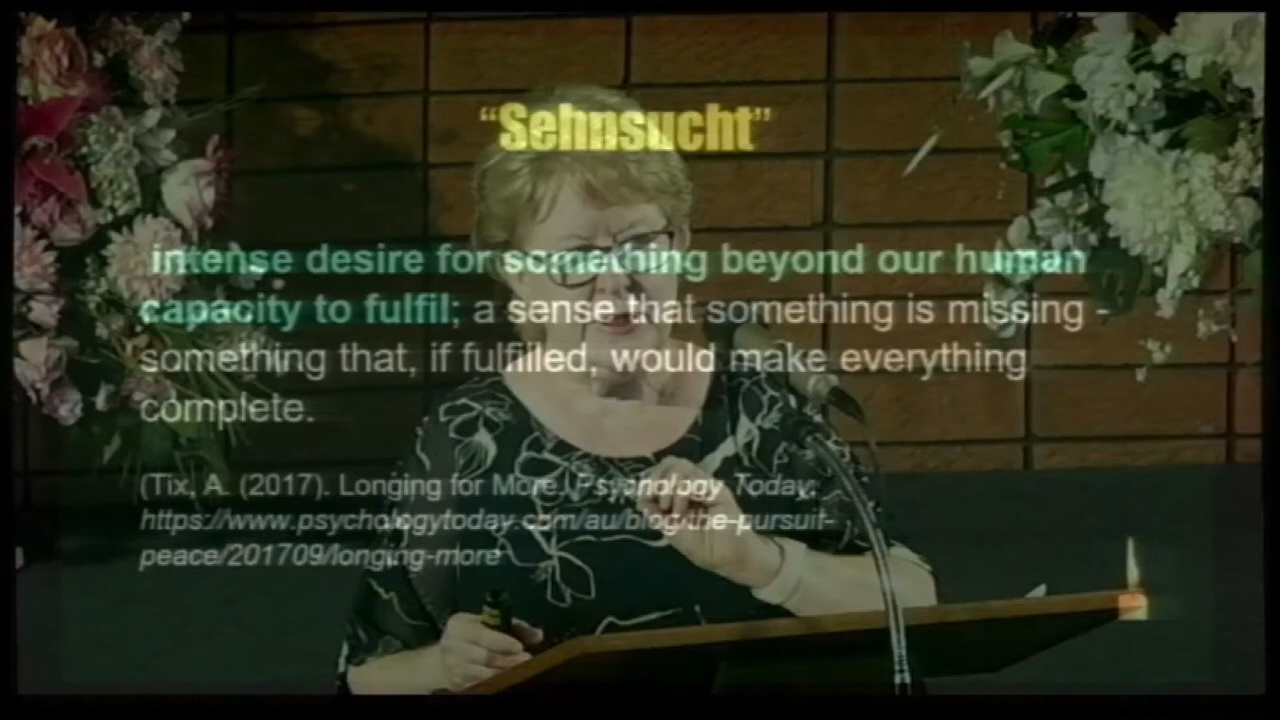 “Sehnsucht”
intense desire for something beyond our human
capacity to fulfil; a sense that something is missing -
something that, if fulfilled, would make everything
complete.
(Tix, A. (2017). Longing for More. Psychology Today.
https://www.psychologytoday.com/au/blog/the-pursuit-
peace/201709/longing-more